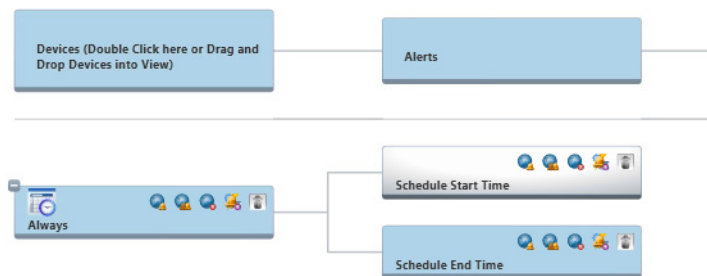 Devices (Double Click here or Drag and
Drop Devices into View)
Alerts
Always
Schedule Start Time
Schedule End Time